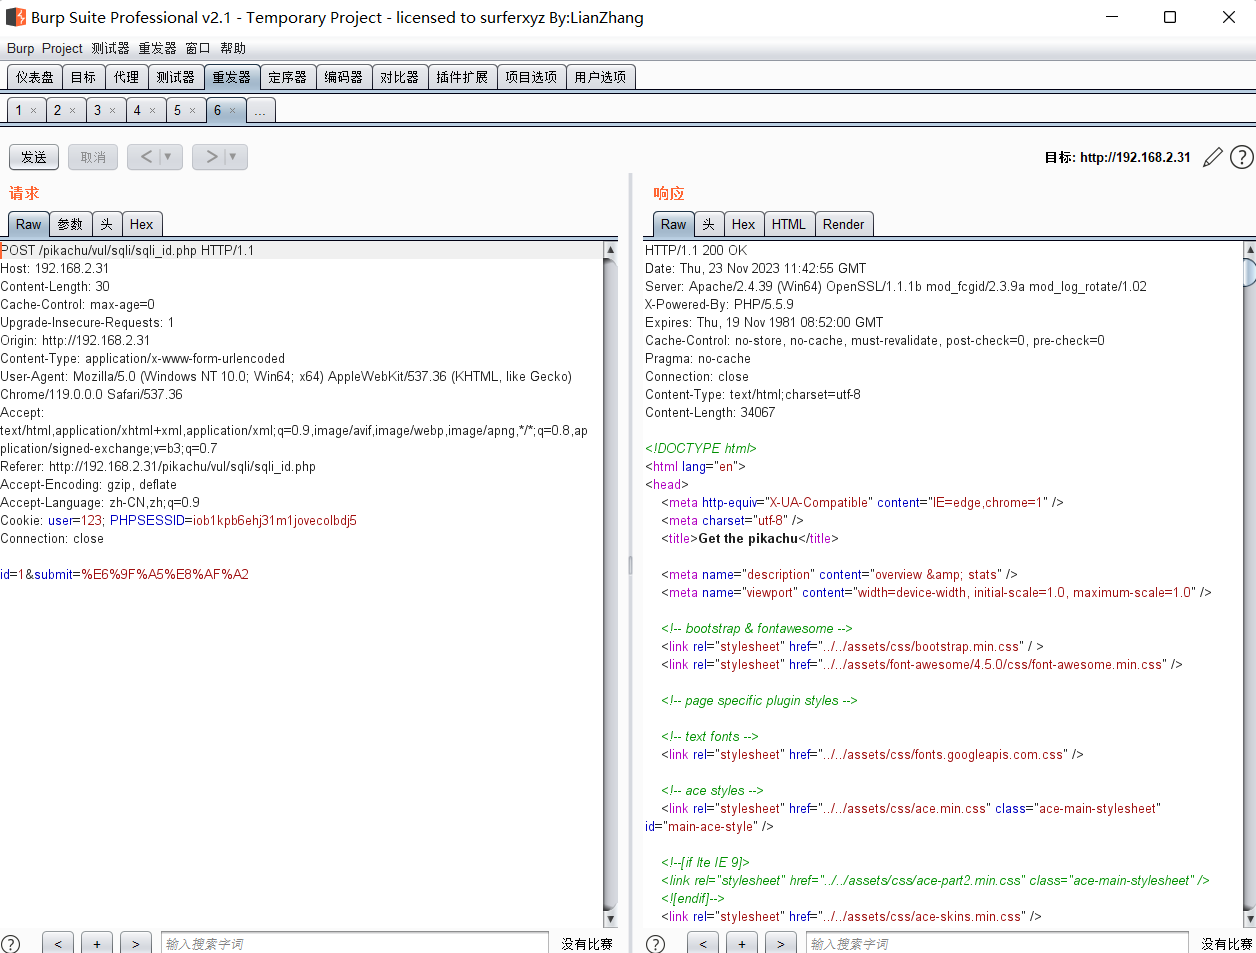 Burp Suite Professional v2.1 - Temporary Project - licensed to surferxyz By:LianZhang
Burp Project 测试器 重发器 窗口 帮助
仪表盘 目标 代理 测试器 重发器 定序器 编码器 对比器 插件扩展 项目选项 用户选项
1 × 2 × 3 × 4 × 5 × 6 × ...
发送 取消 < ▼ > ▼ 目标: http://192.168.2.31 ?
请求
Raw 参数 头 Hex
POST /pikachu/vul/sqli/sqli_id.php HTTP/1.1
Host: 192.168.2.31
Content-Length: 30
Cache-Control: max-age=0
Upgrade-Insecure-Requests: 1
Origin: http://192.168.2.31
Content-Type: application/x-www-form-urlencoded
User-Agent: Mozilla/5.0 (Windows NT 10.0; Win64; x64) AppleWebKit/537.36 (KHTML, like Gecko)
Chrome/119.0.0.0 Safari/537.36
Accept:
text/html,application/xhtml+xml,application/xml;q=0.9,image/avif,image/webp,image/apng,*/*;q=0.8,ap
plication/signed-exchange;v=b3;q=0.7
Referer: http://192.168.2.31/pikachu/vul/sqli/sqli_id.php
Accept-Encoding: gzip, deflate
Accept-Language: zh-CN,zh;q=0.9
Cookie: user=123; PHPSESSID=iob1kpb6ehj31m1jovecolbdj5
Connection: close
id=1&submit=%E6%9F%A5%E8%AF%A2
? < + > 输入搜索字词 没有比赛
响应
Raw 头 Hex HTML Render
HTTP/1.1 200 OK
Date: Thu, 23 Nov 2023 11:42:55 GMT
Server: Apache/2.4.39 (Win64) OpenSSL/1.1.1b mod_fcgid/2.3.9a mod_log_rotate/1.02
X-Powered-By: PHP/5.5.9
Expires: Thu, 19 Nov 1981 08:52:00 GMT
Cache-Control: no-store, no-cache, must-revalidate, post-check=0, pre-check=0
Pragma: no-cache
Connection: close
Content-Type: text/html;charset=utf-8
Content-Length: 34067
<!DOCTYPE html>
<html lang="en">
<head>
<meta http-equiv="X-UA-Compatible" content="IE=edge,chrome=1" />
<meta charset="utf-8" />
<title>Get the pikachu</title>
<meta name="description" content="overview &amp; stats" />
<meta name="viewport" content="width=device-width, initial-scale=1.0, maximum-scale=1.0" />
<!-- bootstrap & fontawesome -->
<link rel="stylesheet" href="../../assets/css/bootstrap.min.css" / >
<link rel="stylesheet" href="../../assets/font-awesome/4.5.0/css/font-awesome.min.css" />
<!-- page specific plugin styles -->
<!-- text fonts -->
<link rel="stylesheet" href="../../assets/css/fonts.googleapis.com.css" />
<!-- ace styles -->
<link rel="stylesheet" href="../../assets/css/ace.min.css" class="ace-main-stylesheet"
id="main-ace-style" />
<!--[if lte IE 9]>
<link rel="stylesheet" href="../../assets/css/ace-part2.min.css" class="ace-main-stylesheet" />
<![endif]-->
<link rel="stylesheet" href="../../assets/css/ace-skins.min.css" />
? < + > 输入搜索字词 没有比赛